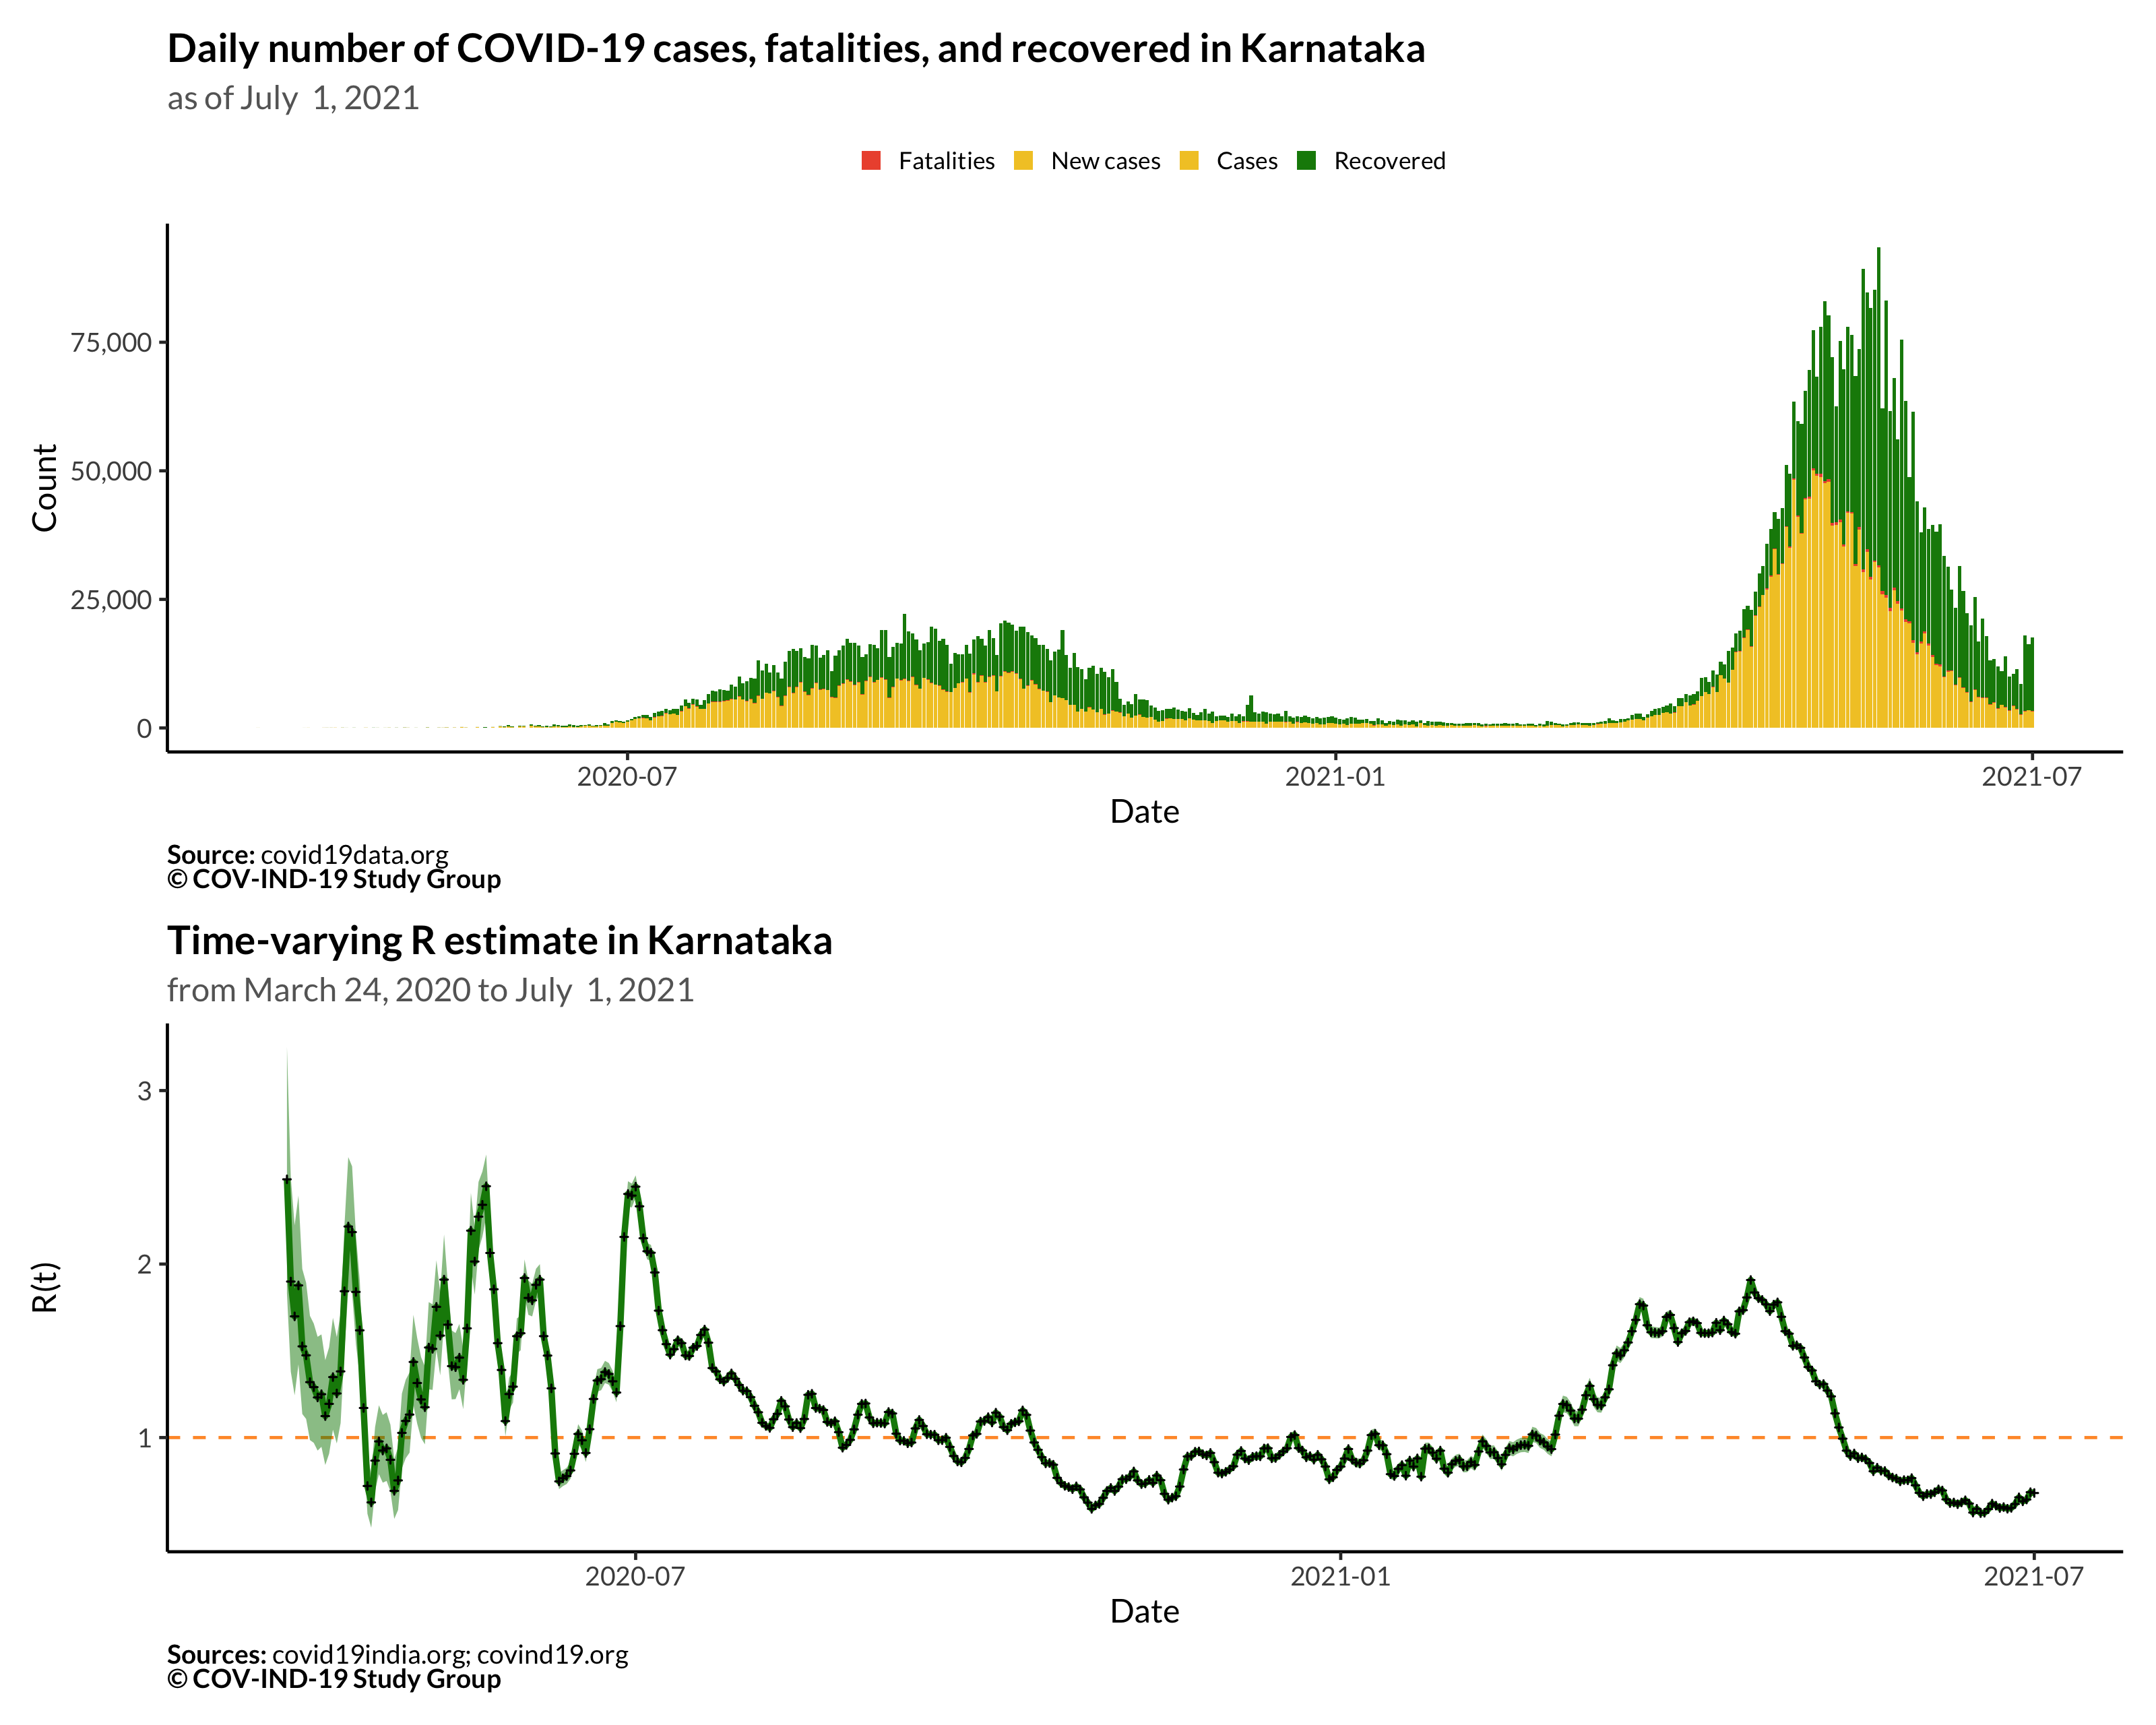 Daily number of COVID-19 cases, fatalities, and recovered in Karnataka
as of July  1, 2021
Fatalities New cases Cases Recovered
Count
75,000
50,000
25,000
0
2020-07 2021-01 2021-07
Date
Source: covid19data.org
© COV-IND-19 Study Group
Time-varying R estimate in Karnataka
from March 24, 2020 to July  1, 2021
R(t)
3
2
1
2020-07 2021-01 2021-07
Date
Sources: covid19india.org; covind19.org
© COV-IND-19 Study Group